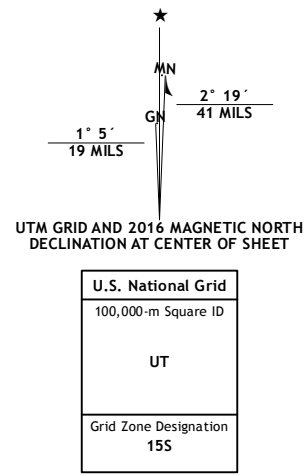 ★
MN
GN
2° 19´
41 MILS
1° 5´
19 MILS
UTM GRID AND 2016 MAGNETIC NORTH
DECLINATION AT CENTER OF SHEET
U.S. National Grid
100,000-m Square ID
UT
Grid Zone Designation
15S